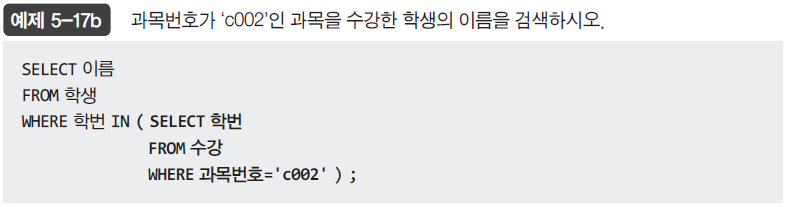 예제 5-17b 과목번호가 ‘c002’인 과목을 수강한 학생의 이름을 검색하시오.
SELECT 이름
FROM 학생
WHERE 학번 IN ( SELECT 학번
FROM 수강
WHERE 과목번호='c002' ) ;